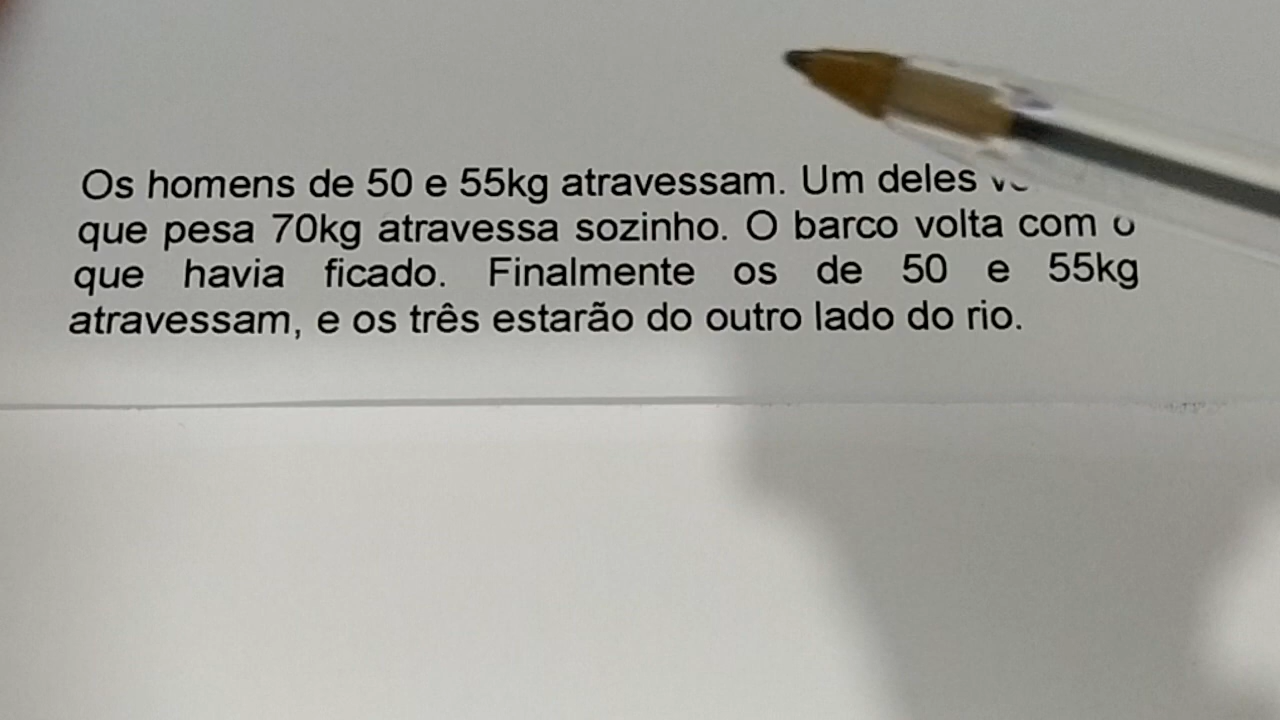 Os homens de 50 e 55kg atravessam. Um deles
que pesa 70kg atravessa sozinho. O barco volta com o
que havia ficado. Finalmente os de 50 e 55kg
atravessam, e os três estarão do outro lado do rio.